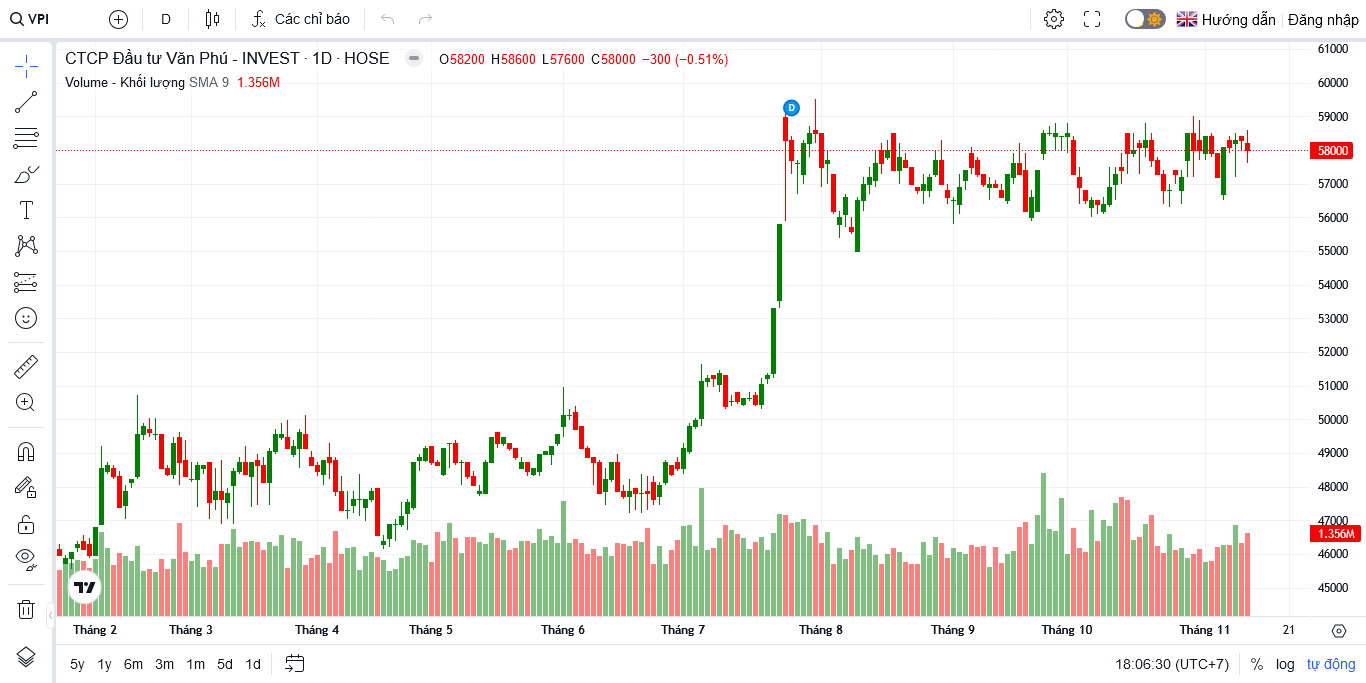 VPI D Các chỉ báo Hướng dẫn Đăng nhập
CTCP Đầu tư Văn Phú - INVEST · 1D · HOSE O58200 H58600 L57600 C58000 −300 (−0.51%)
Volume - Khối lượng SMA 9 1.356M
D
61000
60000
59000
58000
57000
56000
55000
54000
53000
52000
51000
50000
49000
48000
47000
1.356M
46000
45000
Tháng 2 Tháng 3 Tháng 4 Tháng 5 Tháng 6 Tháng 7 Tháng 8 Tháng 9 Tháng 10 Tháng 11 21
5y 1y 6m 3m 1m 5d 1d 18:06:30 (UTC+7) % log tự động